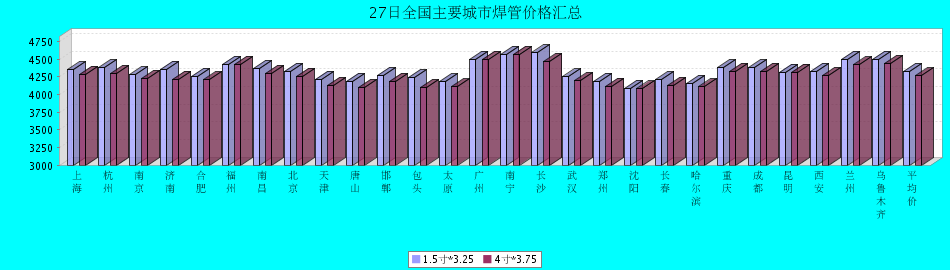 27日全国主要城市焊管价格汇总
4750
4500
4250
4000
3750
3500
3250
3000
上海
杭州
南京
济南
合肥
福州
南昌
北京
天津
唐山
邯郸
包头
太原
广州
南宁
长沙
武汉
郑州
沈阳
长春
哈尔滨
重庆
成都
昆明
西安
兰州
乌鲁木齐
平均价
1.5寸*3.25
4寸*3.75